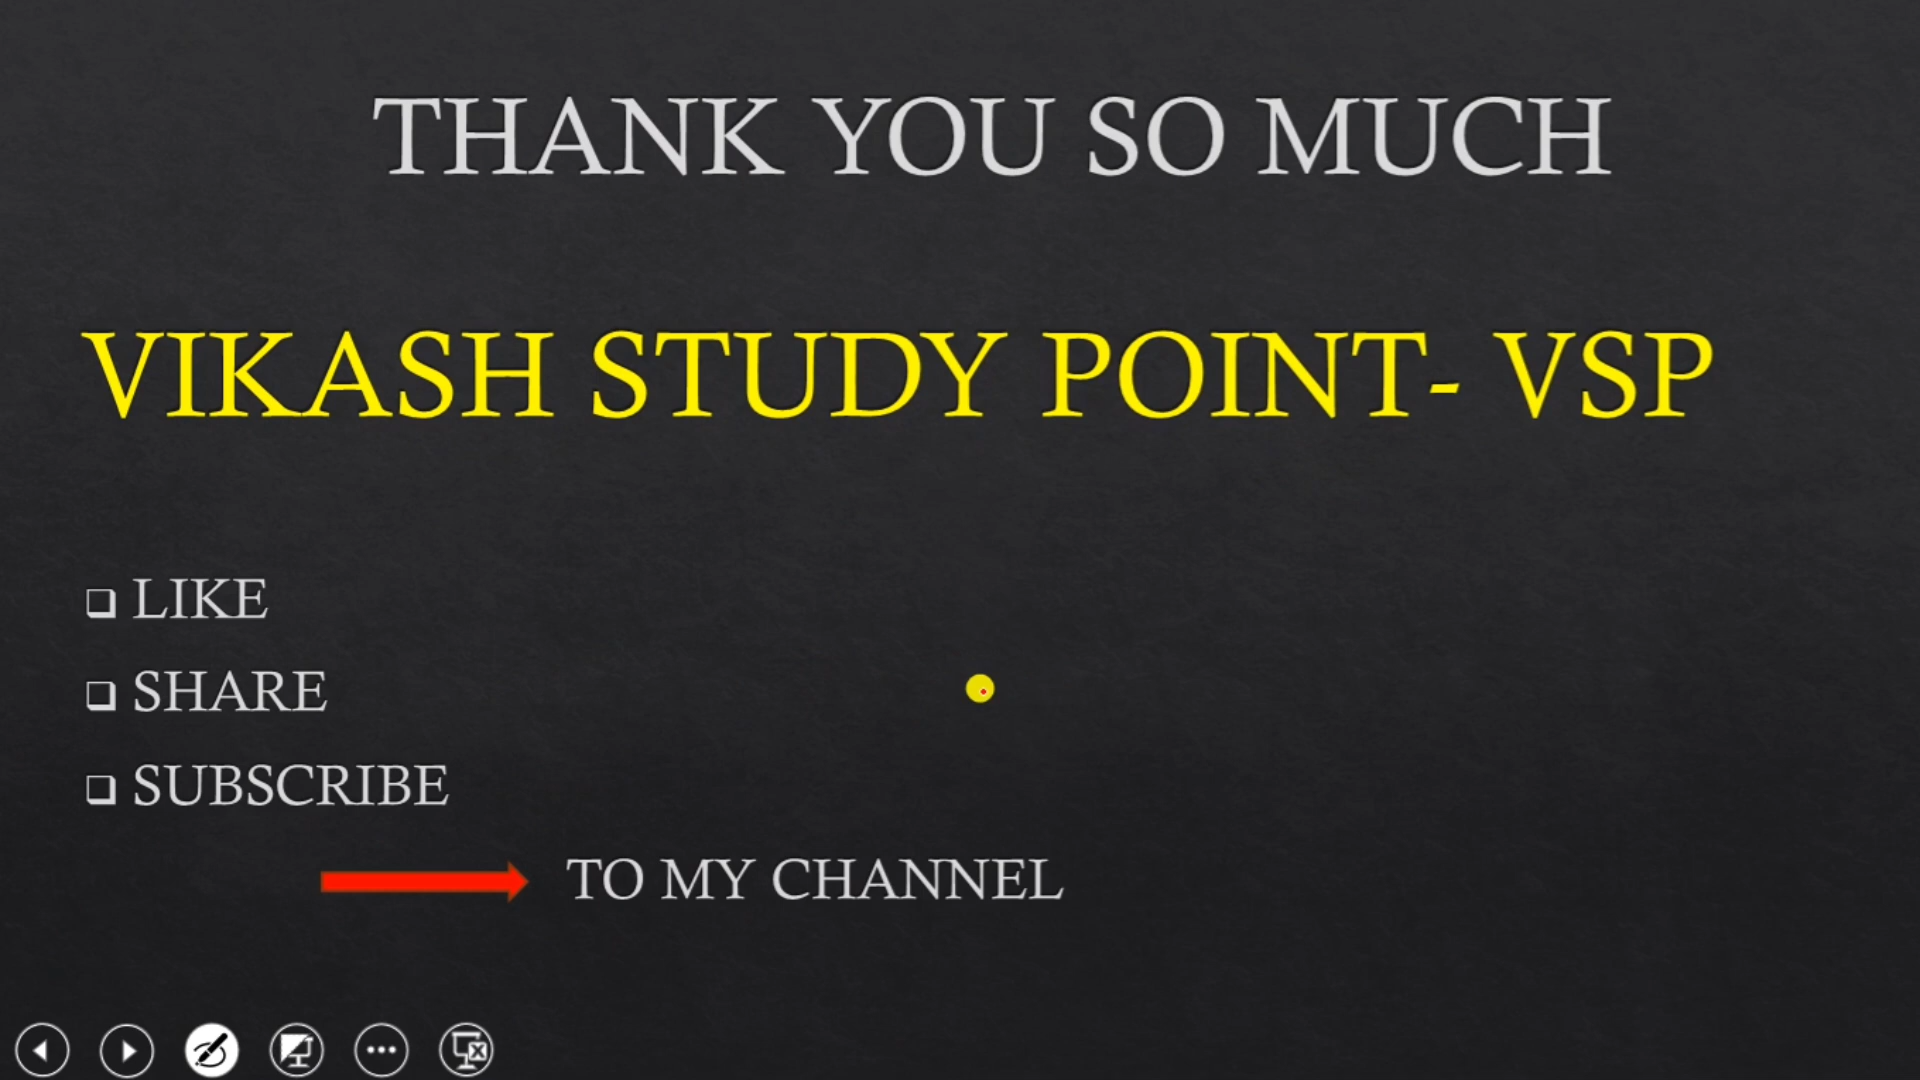 THANK YOU SO MUCH
VIKASH STUDY POINT- VSP
LIKE
SHARE
SUBSCRIBE
TO MY CHANNEL